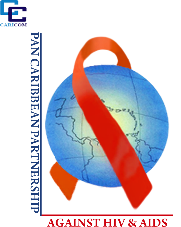 CARICOM
PAN CARIBBEAN PARTNERSHIP
AGAINST HIV & AIDS